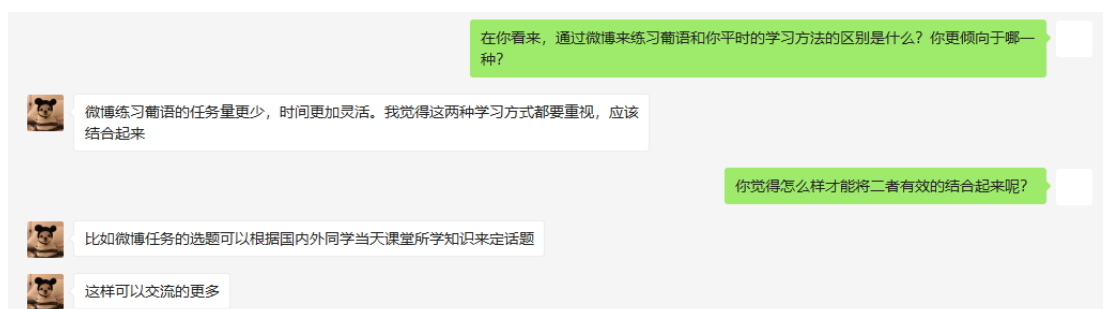 在你看来，通过微博来练习葡语和你平时的学习方法的区别是什么？你更倾向于哪一
种？
微博练习葡语的任务量更少，时间更加灵活。我觉得这两种学习方式都要重视，应该
结合起来
你觉得怎么样才能将二者有效的结合起来呢？
比如微博任务的选题可以根据国内外同学当天课堂所学知识来定话题
这样可以交流的更多